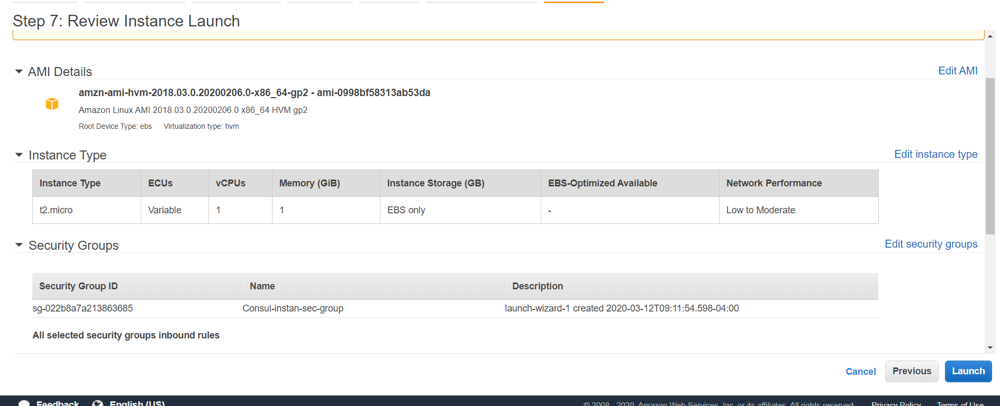 Step 7: Review Instance Launch
AMI Details
Edit AMI
amzn-ami-hvm-2018.03.0.20200206.0-x86_64-gp2 - ami-0998bf58313ab53da
Amazon Linux AMI 2018.03.0.20200206.0 x86_64 HVM gp2
Root Device Type: ebs Virtualization type: hvm
Instance Type
Edit instance type
Instance Type ECUs vCPUs Memory (GiB) Instance Storage (GB) EBS-Optimized Available Network Performance
t2.micro Variable 1 1 EBS only - Low to Moderate
Security Groups
Edit security groups
Security Group ID Name Description
sg-022b8a7a213863685 Consul-instan-sec-group launch-wizard-1 created 2020-03-12T09:11:54.598-04:00
All selected security groups inbound rules
Cancel Previous Launch
Feedback English (US) © 2008 - 2020, Amazon Web Services, Inc. or its affiliates. All rights reserved. Privacy Policy Terms of Use